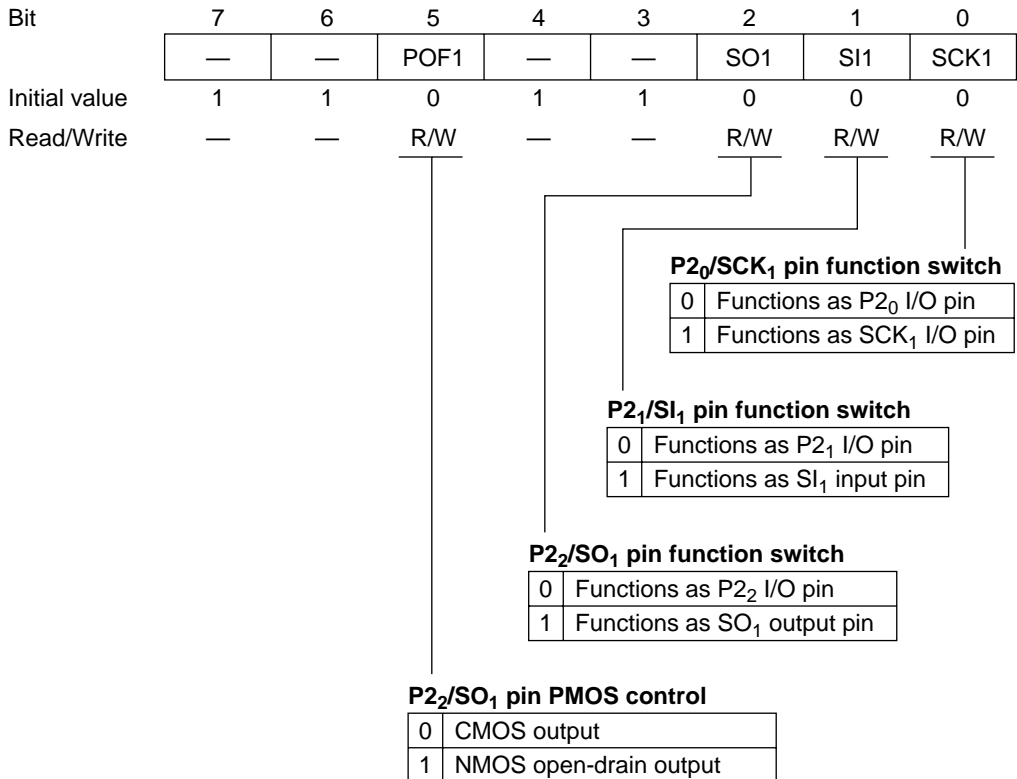 Bit 7 6 5 4 3 2 1 0
— — POF1 — — SO1 SI1 SCK1
Initial value 1 1 0 1 1 0 0 0
Read/Write — — R/W — — R/W R/W R/W
P2₀/SCK₁ pin function switch
0 Functions as P2₀ I/O pin
1 Functions as SCK₁ I/O pin
P2₁/SI₁ pin function switch
0 Functions as P2₁ I/O pin
1 Functions as SI₁ input pin
P2₂/SO₁ pin function switch
0 Functions as P2₂ I/O pin
1 Functions as SO₁ output pin
P2₂/SO₁ pin PMOS control
0 CMOS output
1 NMOS open-drain output